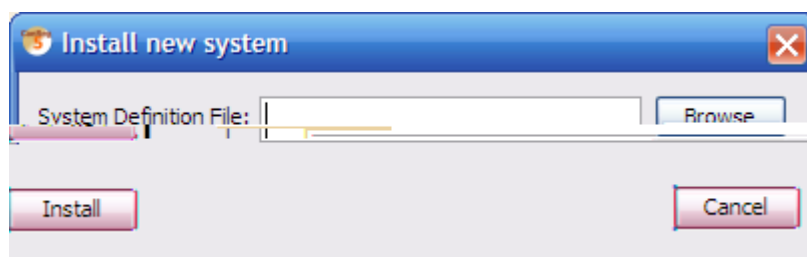 Install new system
System Definition File:
Browse
Install
Cancel